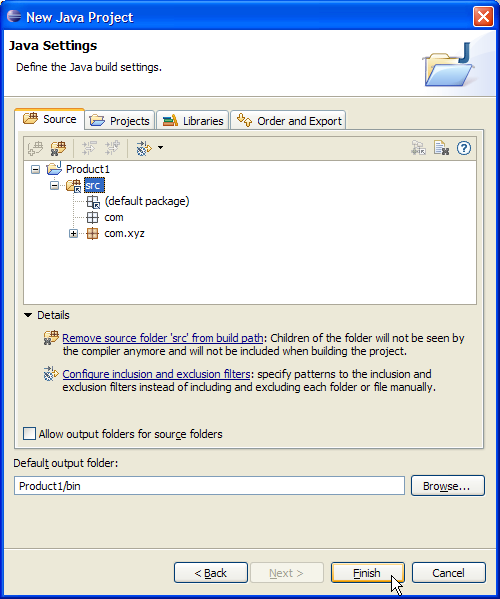 New Java Project
Java Settings
Define the Java build settings.
Source Projects Libraries Order and Export
Product1
src
(default package)
com
com.xyz
Details
Remove source folder 'src' from build path: Children of the folder will not be seen by
the compiler anymore and will not be included when building the project.
Configure inclusion and exclusion filters: specify patterns to the inclusion and
exclusion filters instead of including and excluding each folder or file manually.
Allow output folders for source folders
Default output folder:
Product1/bin
Browse...
< Back Next > Finish Cancel